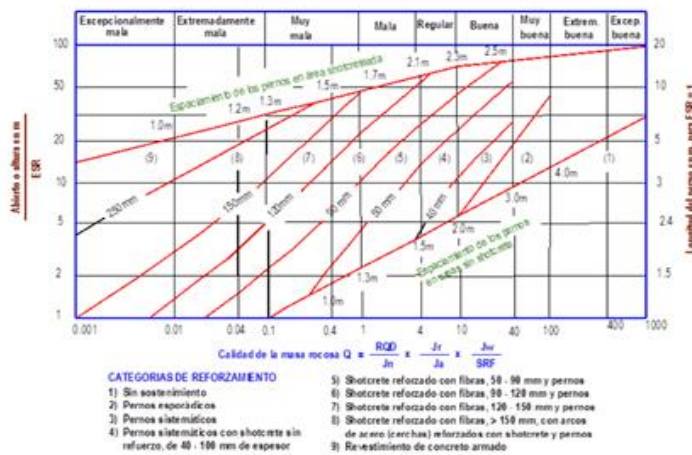 Excepcionalmente mala
Extremadamente mala
Muy mala
Mala
Regular
Buena
Muy buena
Extrem. buena
Excep. buena
100
50
20
10
5
2
1
20
10
5
3
2.4
1.5
Abierto o altura en m
ESR
Longitud del perno en m. para ESR = 1
Espaciamiento de los pernos en área shotcreteada
1.0m
1.2m
1.3m
1.5m
1.7m
2.1m
2.3m
2.5m
(9)
(8)
(7)
(6)
(5)
(4)
(3)
(2)
(1)
250mm
150mm
120mm
90 mm
50 mm
40 mm
4.0m
3.0m
2.0m
1.5m
1.3m
1.0m
Espaciamiento de los pernos
en zonas sin shotcrete
0.001
0.01
0.04
0.1
0.4
1
4
10
40
100
400
1000
Calidad de la masa rocosa Q = RQD/Jn x Jr/Ja x Jw/SRF
CATEGORIAS DE REFORZAMIENTO
1) Sin sostenimiento
2) Pernos esporádicos
3) Pernos sistemáticos
4) Pernos sistemáticos con shotcrete sin
refuerzo, de 40 - 100 mm de espesor
5) Shotcrete reforzado con fibras, 50 - 90 mm y pernos
6) Shotcrete reforzado con fibras, 90 - 120 mm y pernos
7) Shotcrete reforzado con fibras, 120 - 150 mm y pernos
8) Shotcrete reforzado con fibras, > 150 mm, con arcos
de acero (cerchas) reforzados con shotcrete y pernos
9) Revestimiento de concreto armado